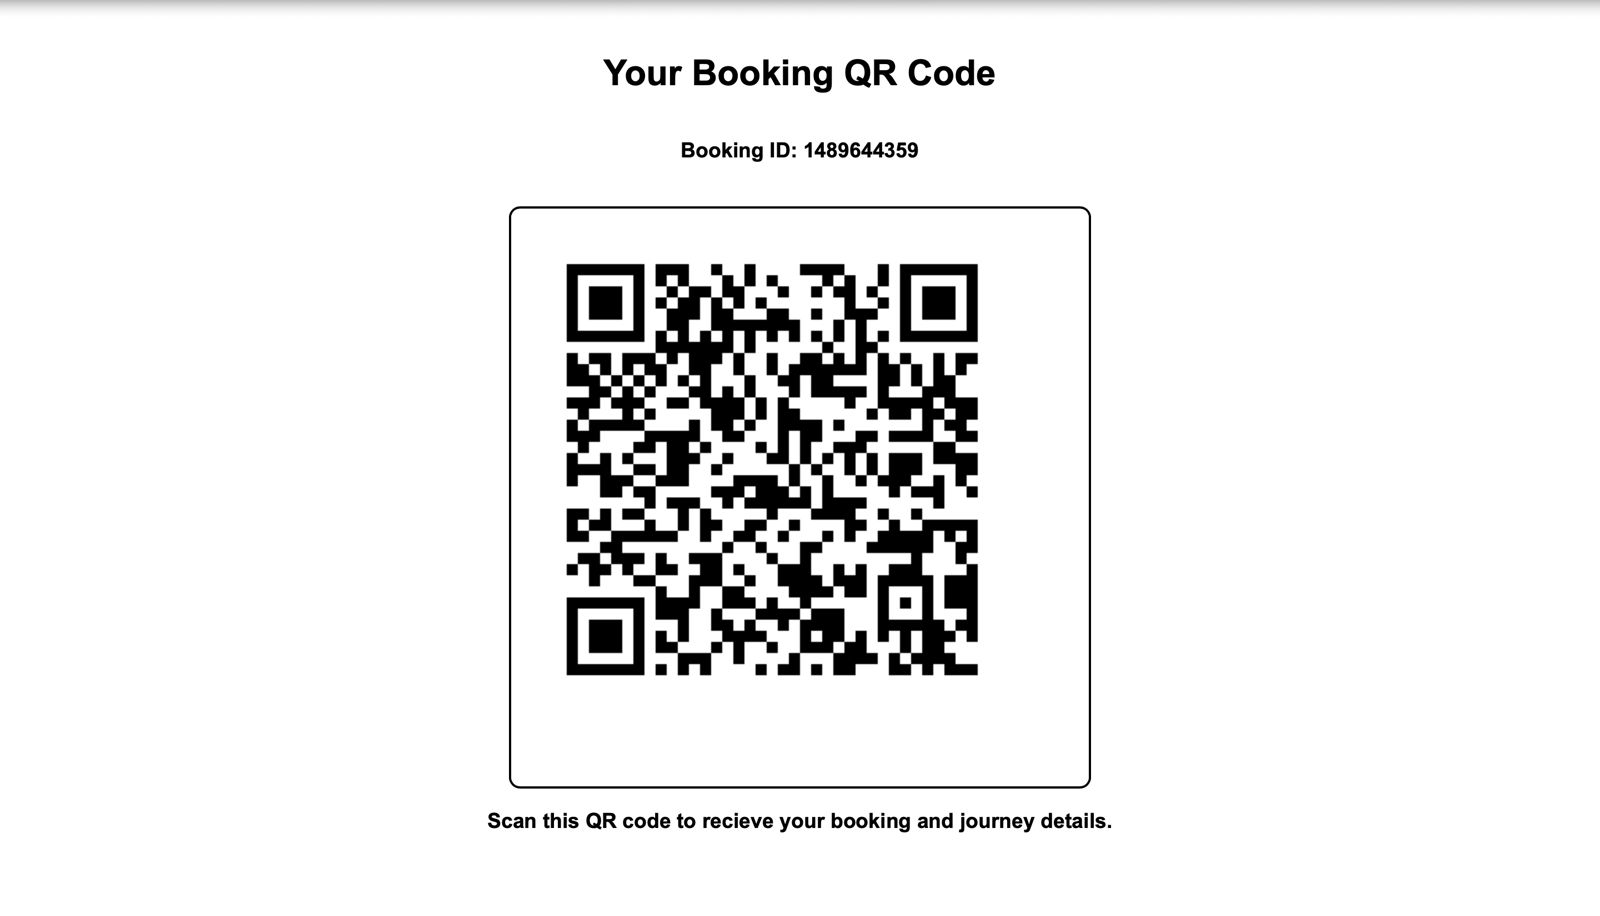 Your Booking QR Code
Booking ID: 1489644359
Scan this QR code to recieve your booking and journey details.